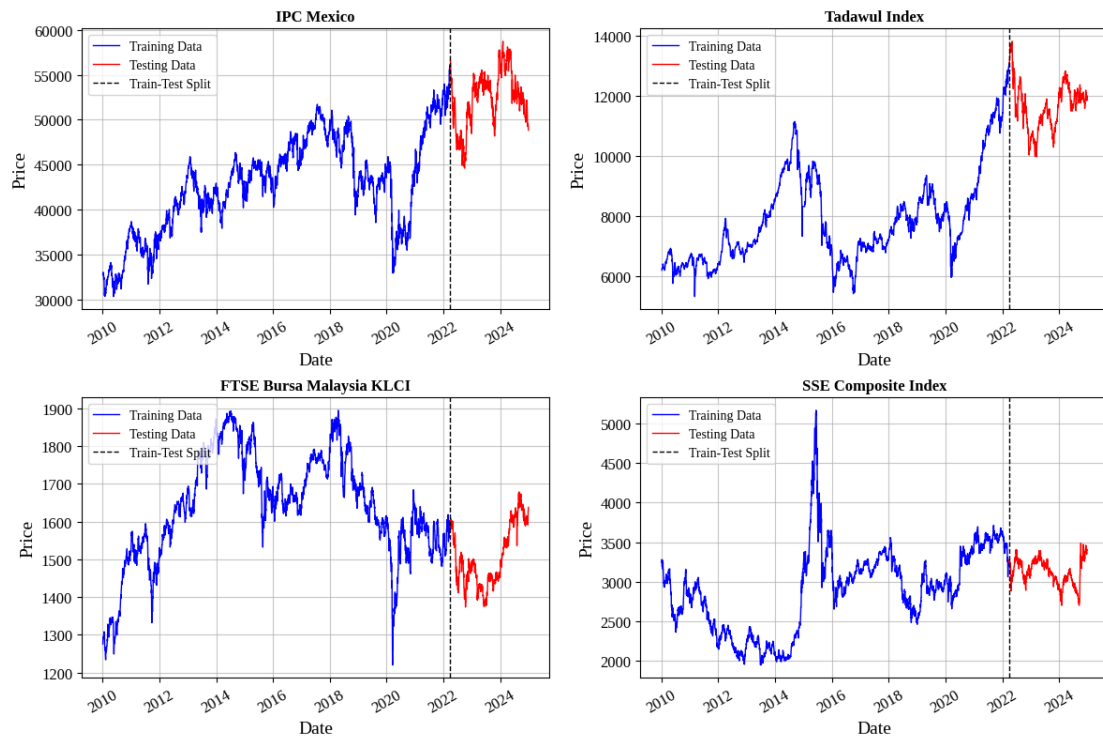 IPC Mexico
Training Data
Testing Data
Train-Test Split
60000
55000
50000
45000
40000
35000
30000
Price
2010
2012
2014
2016
2018
2020
2022
2024
Date
Tadawul Index
Training Data
Testing Data
Train-Test Split
14000
12000
10000
8000
6000
Price
2010
2012
2014
2016
2018
2020
2022
2024
Date
FTSE Bursa Malaysia KLCI
Training Data
Testing Data
Train-Test Split
1900
1800
1700
1600
1500
1400
1300
1200
Price
2010
2012
2014
2016
2018
2020
2022
2024
Date
SSE Composite Index
Training Data
Testing Data
Train-Test Split
5000
4500
4000
3500
3000
2500
2000
Price
2010
2012
2014
2016
2018
2020
2022
2024
Date